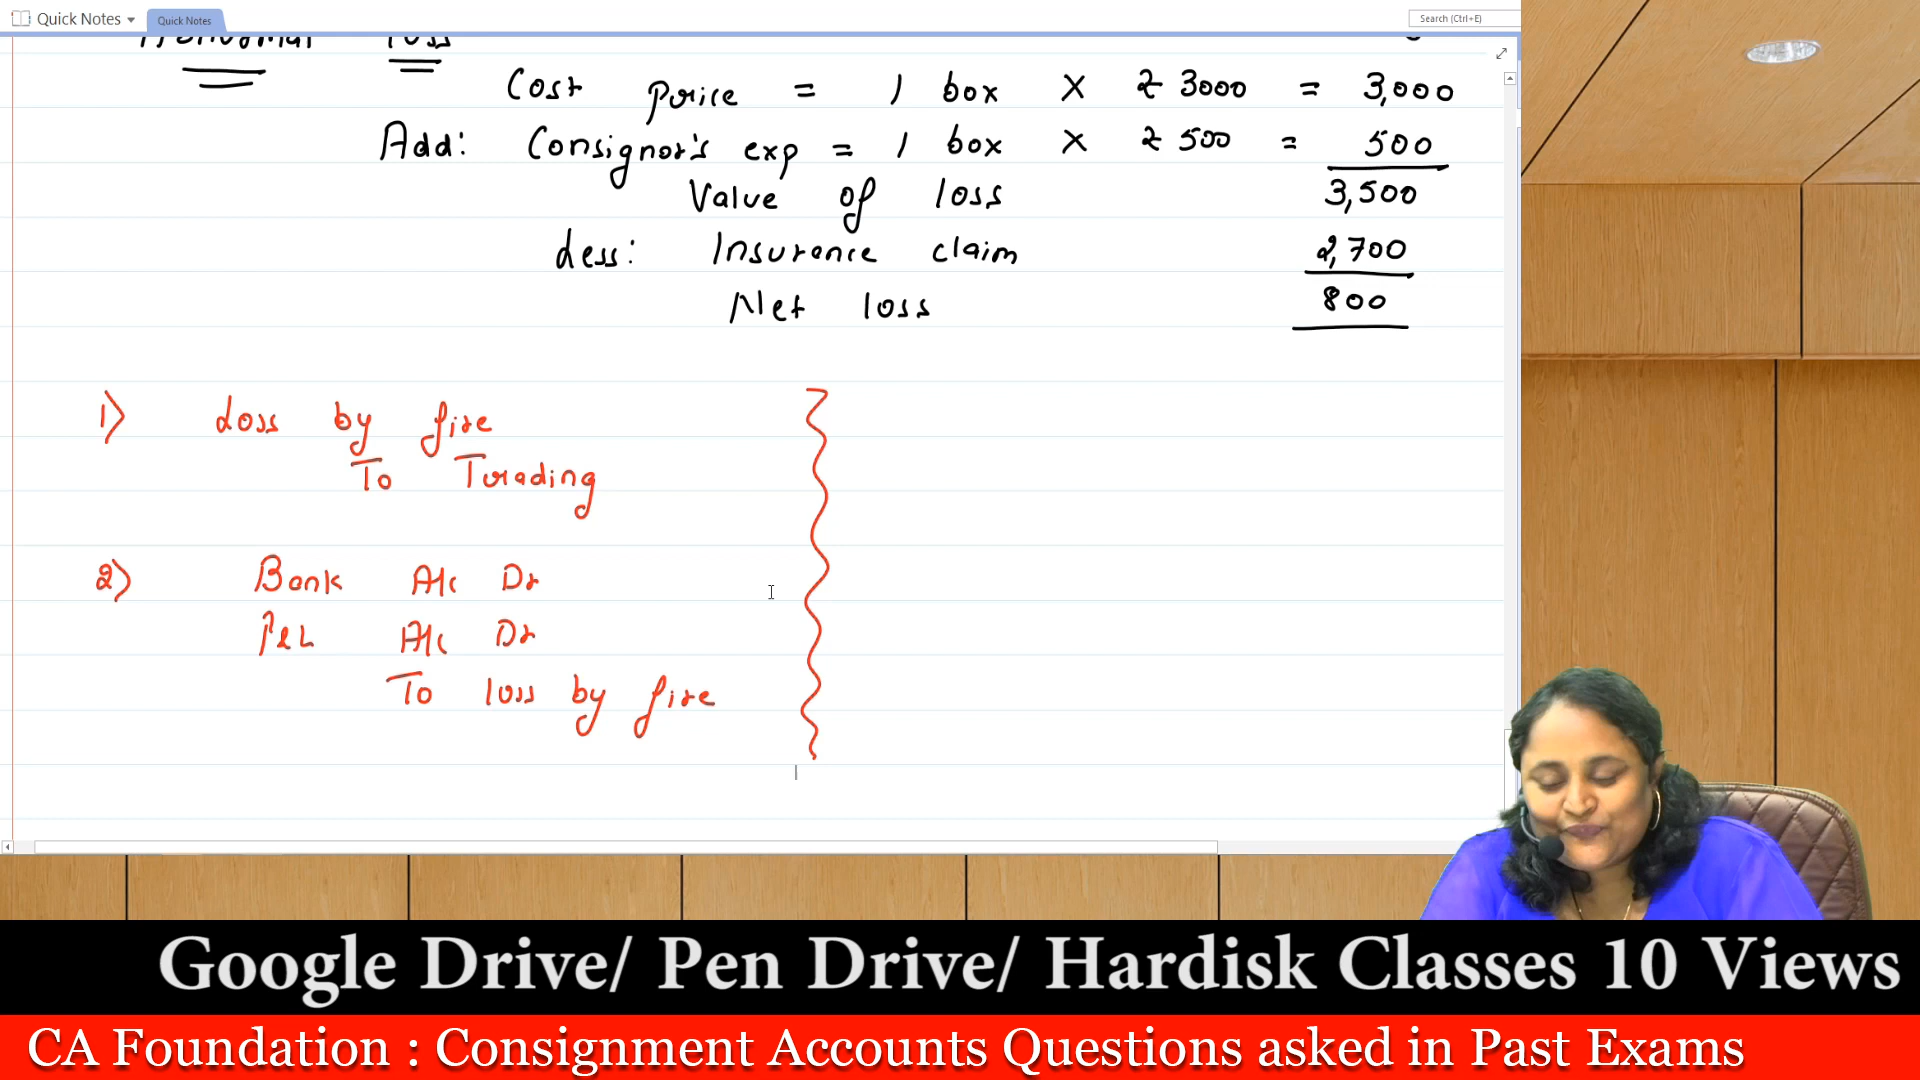 Quick Notes
Quick Notes
Search (Ctrl+E)
Abnormal loss
Cost price = 1 box X ₹ 3000 = 3,000
Add: Consignor's exp = 1 box X ₹ 500 = 500
Value of loss 3,500
Less: Insurance claim 2,700
Net loss 800
1) Loss by fire
To Trading
2) Bank A/c Dr
P&L A/c Dr
To loss by fire
Google Drive/ Pen Drive/ Hardisk Classes 10 Views
CA Foundation : Consignment Accounts Questions asked in Past Exams